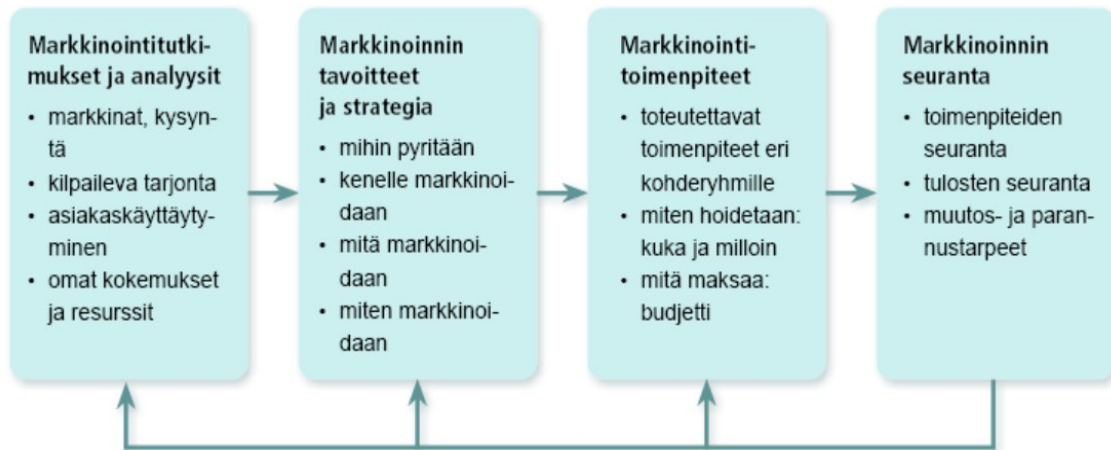 Markkinointitutki-
mukset ja analyysit
• markkinat, kysyn-
tä
• kilpaileva tarjonta
• asiakaskäyttäyty-
minen
• omat kokemukset
ja resurssit
Markkinoinnin
tavoitteet
ja strategia
• mihin pyritään
• kenelle markkinoi-
daan
• mitä markkinoi-
daan
• miten markkinoi-
daan
Markkinointi-
toimenpiteet
• toteutettavat
toimenpiteet eri
kohderyhmille
• miten hoidetaan:
kuka ja milloin
• mitä maksaa:
budjetti
Markkinoinnin
seuranta
• toimenpiteiden
seuranta
• tulosten seuranta
• muutos- ja paran-
nustarpeet